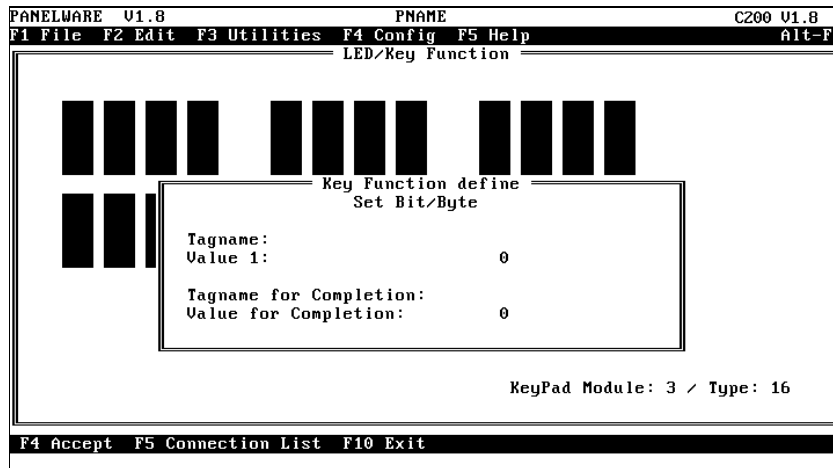 PANELWARE V1.8 PNAME C200 V1.8
F1 File F2 Edit F3 Utilities F4 Config F5 Help Alt-F
LED/Key Function
Key Function define
Set Bit/Byte
Tagname:
Value 1: 0
Tagname for Completion:
Value for Completion: 0
KeyPad Module: 3 / Type: 16
F4 Accept F5 Connection List F10 Exit